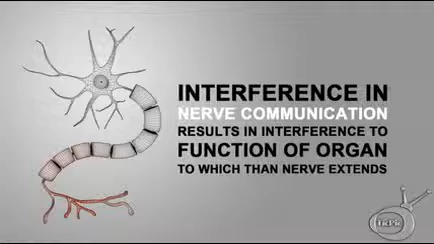 INTERFERENCE IN
NERVE COMMUNICATION
RESULTS IN INTERFERENCE TO
FUNCTION OF ORGAN
TO WHICH THAN NERVE EXTENDS